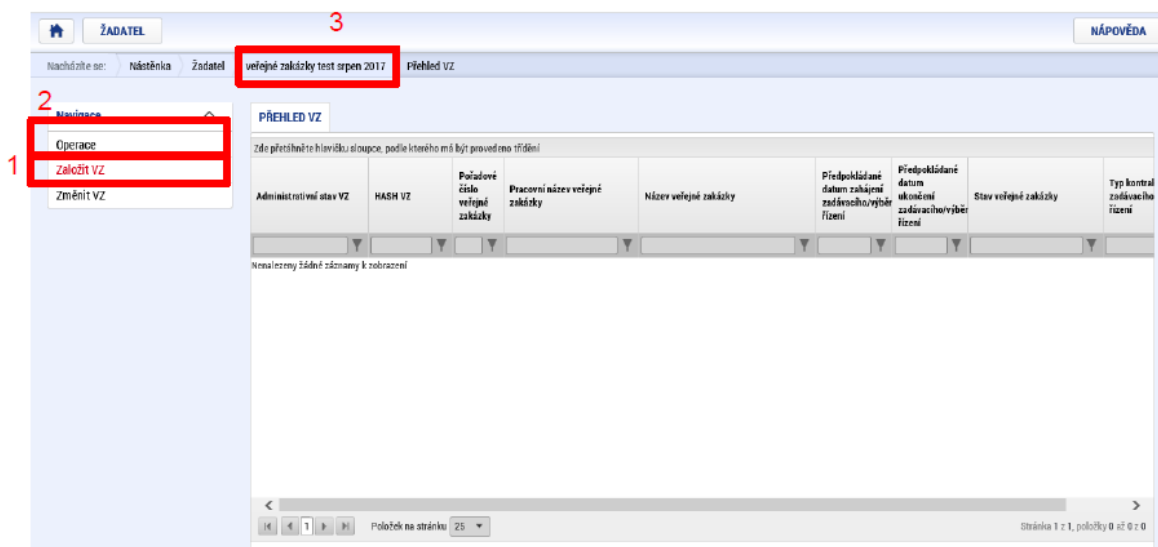 3
ŽADATEL
NÁPOVĚDA
Nacházíte se: Nástěnka Žadatel veřejné zakázky test srpen 2017 Přehled VZ
2
Navigace
PŘEHLED VZ
Operace
Zde přetáhněte hlavičku sloupce, podle kterého má být provedeno třídění
1
Založit VZ
Změnit VZ
Administrativní stav VZ
HASH VZ
Pořadové
číslo
veřejné
zakázky
Pracovní název veřejné
zakázky
Název veřejné zakázky
Předpokládané
datum zahájení
zadávacího/výběr
řízení
Předpokládané
datum
ukončení
zadávacího/výběr
řízení
Stav veřejné zakázky
Typ kontral
zadávacího
řízení
Nenalezeny žádné záznamy k zobrazení
1 Položek na stránku 25
Stránka 1 z 1, položky 0 až 0 z 0